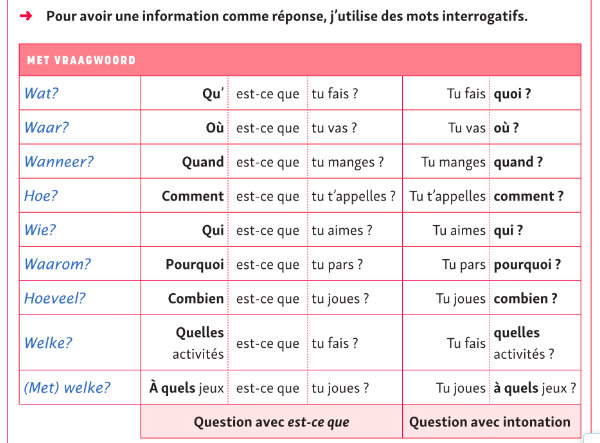 ➜ Pour avoir une information comme réponse, j'utilise des mots interrogatifs.
MET VRAAGWOORD
Wat? Qu' est-ce que tu fais ? Tu fais quoi ?
Waar? Où est-ce que tu vas ? Tu vas où ?
Wanneer? Quand est-ce que tu manges ? Tu manges quand ?
Hoe? Comment est-ce que tu t'appelles ? Tu t'appelles comment ?
Wie? Qui est-ce que tu aimes ? Tu aimes qui ?
Waarom? Pourquoi est-ce que tu pars ? Tu pars pourquoi ?
Hoeveel? Combien est-ce que tu joues ? Tu joues combien ?
Welke? Quelles activités est-ce que tu fais ? Tu fais quelles activités ?
(Met) welke? À quels jeux est-ce que tu joues ? Tu joues à quels jeux ?
Question avec est-ce que Question avec intonation